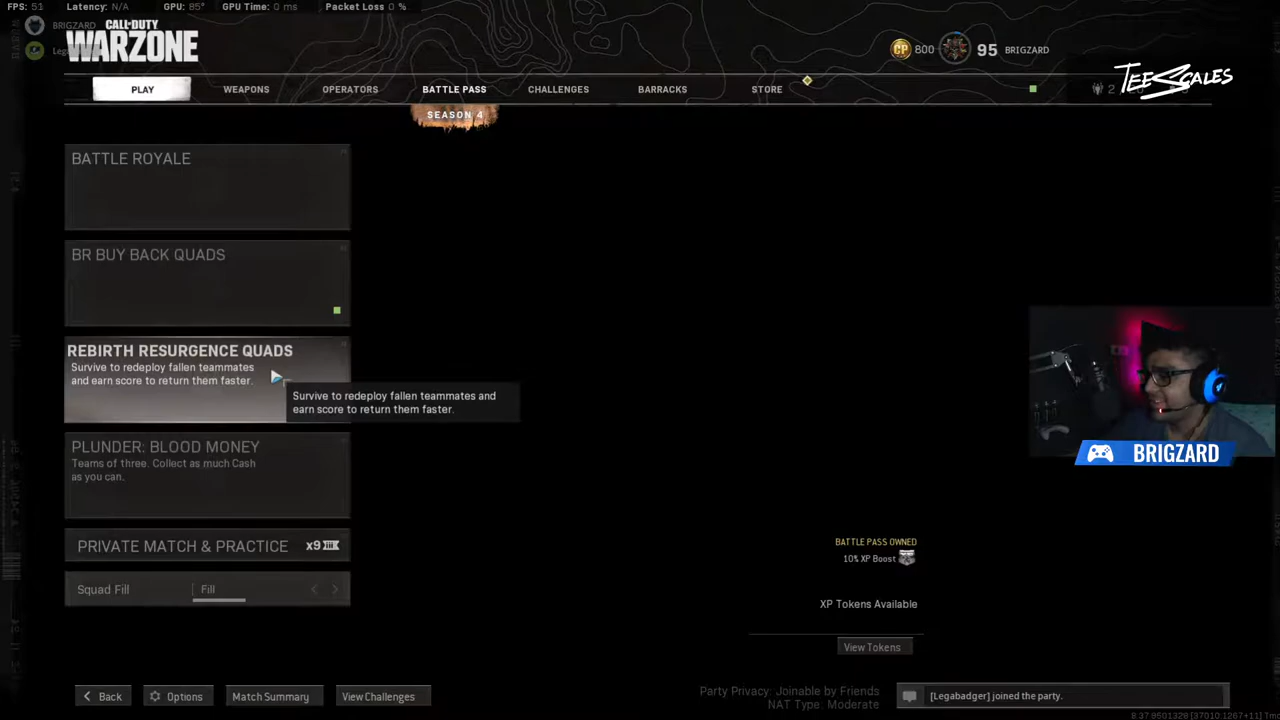 FPS: 51 Latency: N/A GPU: 85° GPU Time: 0 ms Packet Loss 0 %
BRIGZARD
CALL OF DUTY
WARZONE
800 95 BRIGZARD
TEE SCALES
PLAY WEAPONS OPERATORS BATTLE PASS CHALLENGES BARRACKS STORE
2
SEASON 4
BATTLE ROYALE
BR BUY BACK QUADS
REBIRTH RESURGENCE QUADS
Survive to redeploy fallen teammates
and earn score to return them faster.
Survive to redeploy fallen teammates and
earn score to return them faster.
PLUNDER: BLOOD MONEY
Teams of three. Collect as much Cash
as you can.
BRIGZARD
PRIVATE MATCH & PRACTICE x9
BATTLE PASS OWNED
10% XP Boost
Squad Fill Fill
XP Tokens Available
View Tokens
Back Options Match Summary View Challenges
Party Privacy: Joinable by Friends
NAT Type: Moderate
[Legabadger] joined the party.